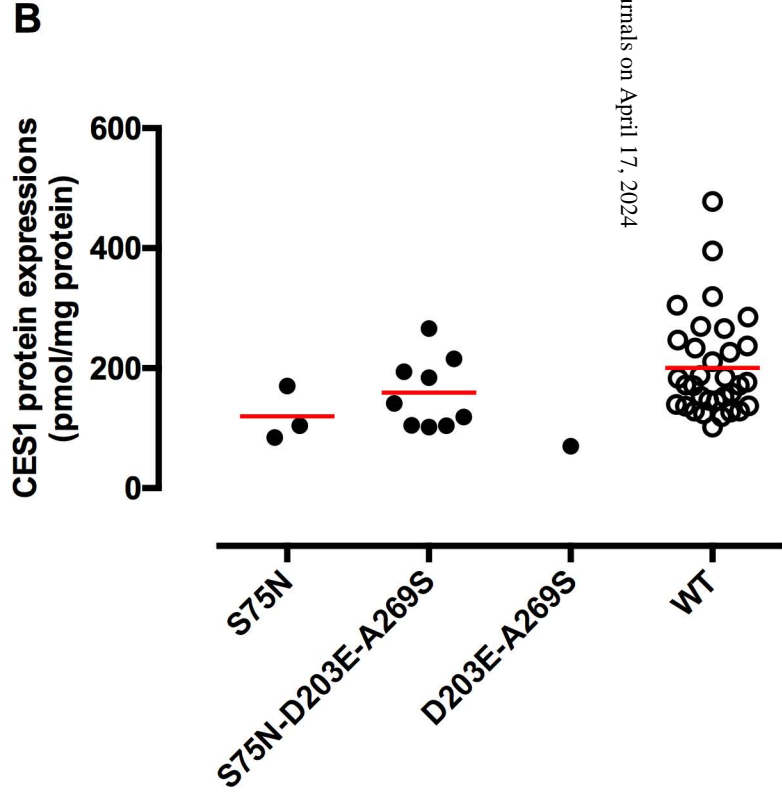 B
urnals on April 17, 2024
CES1 protein expressions
(pmol/mg protein)
600
400
200
0
S75N
S75N-D203E-A269S
D203E-A269S
WT